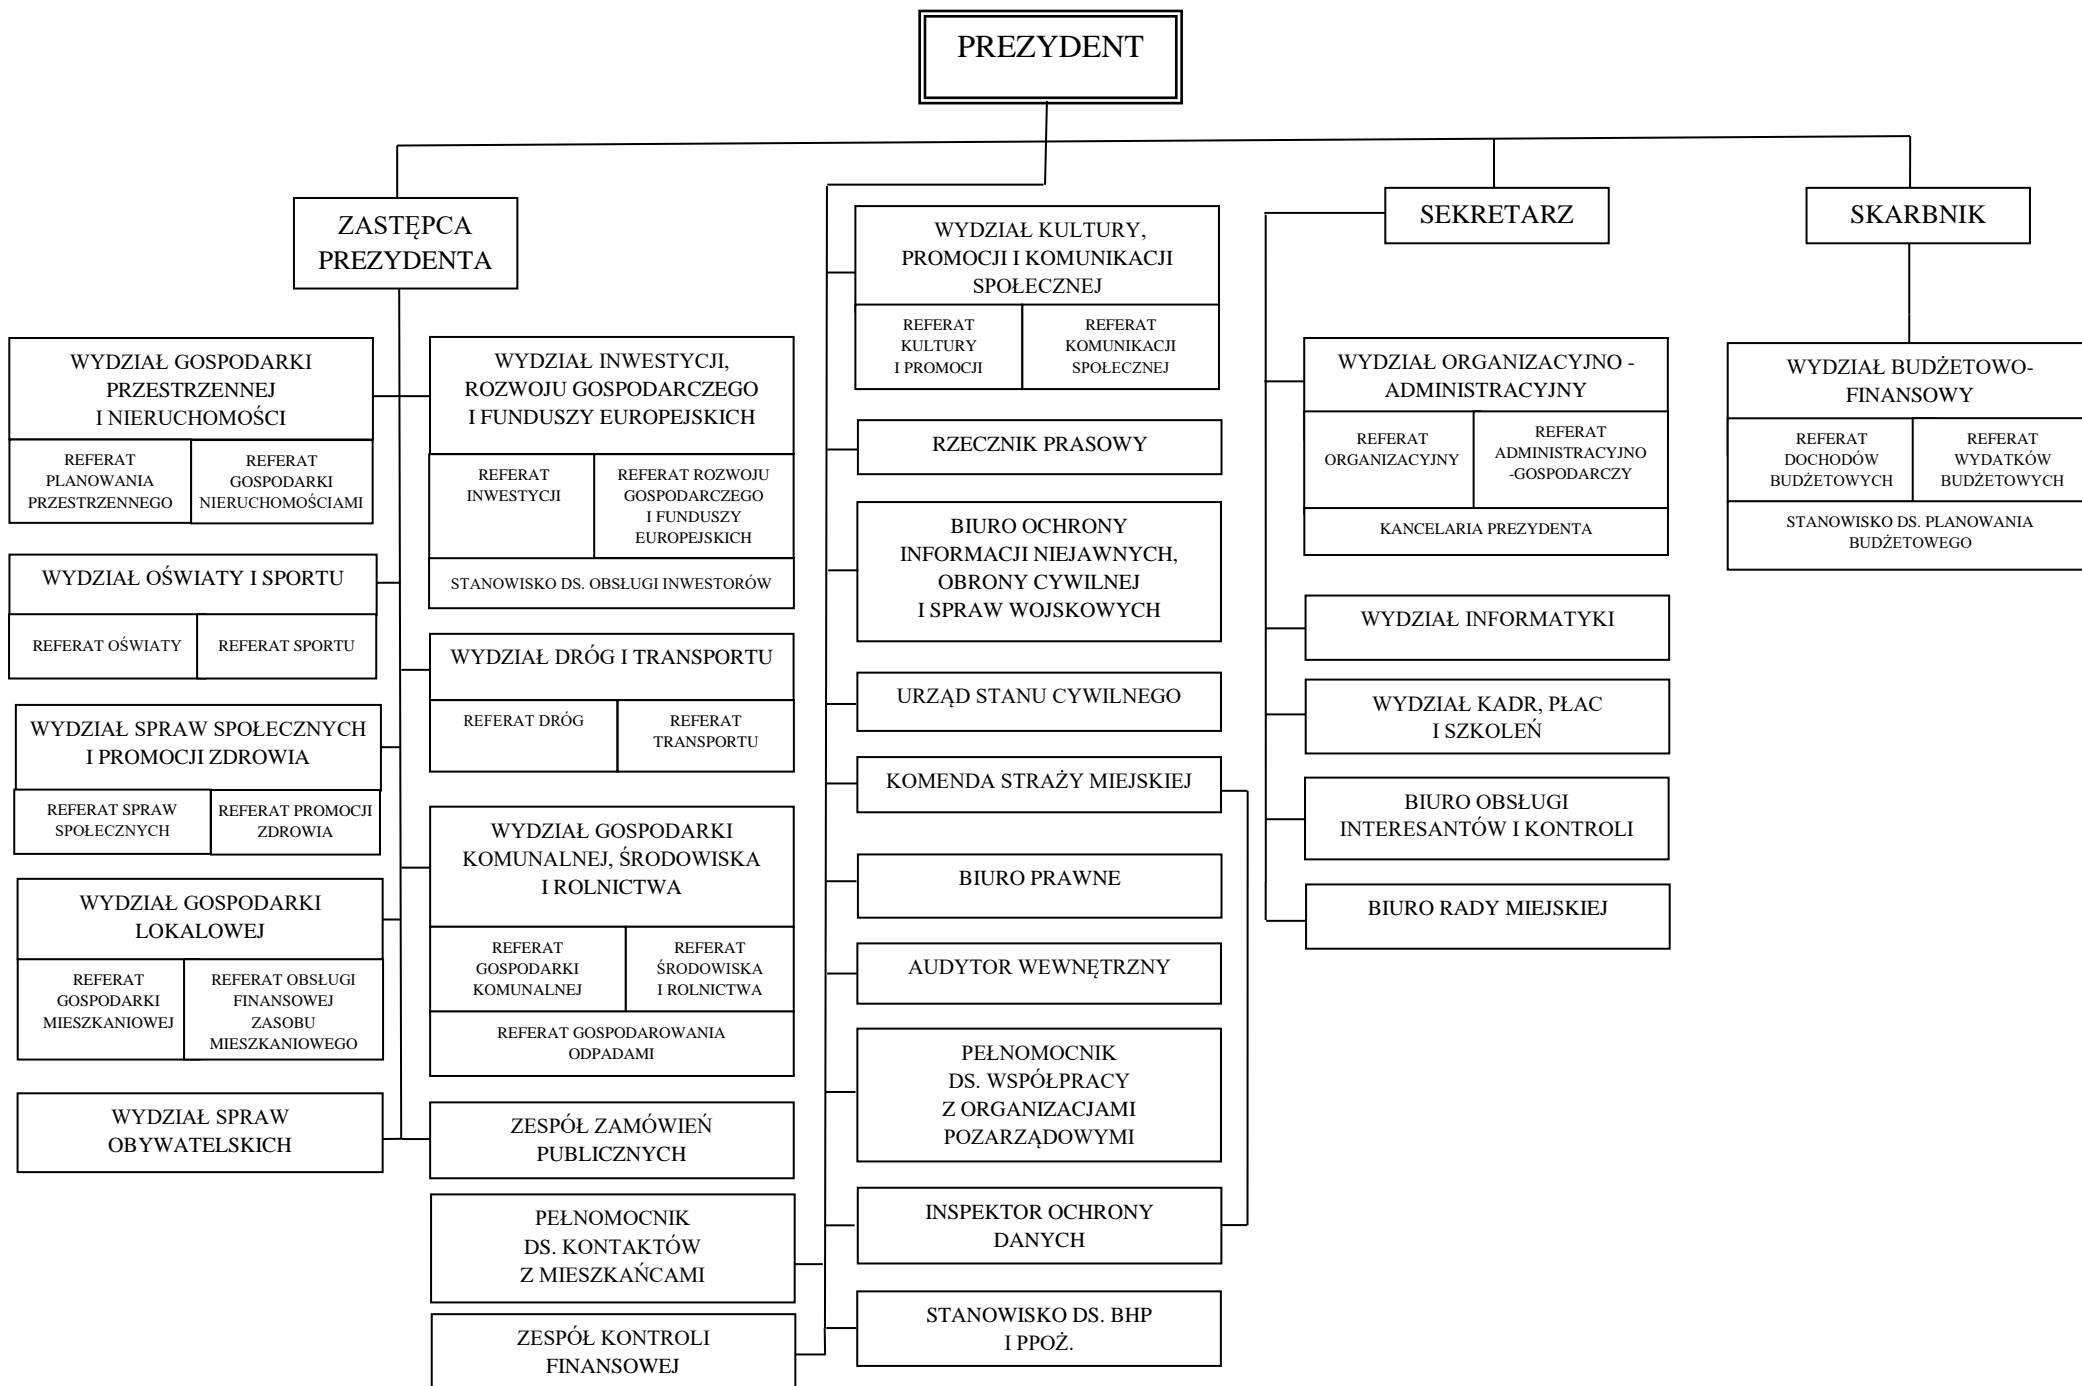 PREZYDENT
ZASTĘPCA
PREZYDENTA
WYDZIAŁ GOSPODARKI
PRZESTRZENNEJ
I NIERUCHOMOŚCI
REFERAT
PLANOWANIA
PRZESTRZENNEGO
REFERAT
GOSPODARKI
NIERUCHOMOŚCIAMI
WYDZIAŁ OŚWIATY I SPORTU
REFERAT OŚWIATY
REFERAT SPORTU
WYDZIAŁ SPRAW SPOŁECZNYCH
I PROMOCJI ZDROWIA
REFERAT SPRAW
SPOŁECZNYCH
REFERAT PROMOCJI
ZDROWIA
WYDZIAŁ GOSPODARKI
LOKALOWEJ
REFERAT
GOSPODARKI
MIESZKANIOWEJ
REFERAT OBSŁUGI
FINANSOWEJ
ZASOBU
MIESZKANIOWEGO
WYDZIAŁ SPRAW
OBYWATELSKICH
WYDZIAŁ INWESTYCJI,
ROZWOJU GOSPODARCZEGO
I FUNDUSZY EUROPEJSKICH
REFERAT
INWESTYCJI
REFERAT ROZWOJU
GOSPODARCZEGO
I FUNDUSZY
EUROPEJSKICH
STANOWISKO DS. OBSŁUGI INWESTORÓW
WYDZIAŁ DRÓG I TRANSPORTU
REFERAT DRÓG
REFERAT
TRANSPORTU
WYDZIAŁ GOSPODARKI
KOMUNALNEJ, ŚRODOWISKA
I ROLNICTWA
REFERAT
GOSPODARKI
KOMUNALNEJ
REFERAT
ŚRODOWISKA
I ROLNICTWA
REFERAT GOSPODAROWANIA
ODPADAMI
ZESPÓŁ ZAMÓWIEŃ
PUBLICZNYCH
PEŁNOMOCNIK
DS. KONTAKTÓW
Z MIESZKAŃCAMI
ZESPÓŁ KONTROLI
FINANSOWEJ
WYDZIAŁ KULTURY,
PROMOCJI I KOMUNIKACJI
SPOŁECZNEJ
REFERAT
KULTURY
I PROMOCJI
REFERAT
KOMUNIKACJI
SPOŁECZNEJ
RZECZNIK PRASOWY
BIURO OCHRONY
INFORMACJI NIEJAWNYCH,
OBRONY CYWILNEJ
I SPRAW WOJSKOWYCH
URZĄD STANU CYWILNEGO
KOMENDA STRAŻY MIEJSKIEJ
BIURO PRAWNE
AUDYTOR WEWNĘTRZNY
PEŁNOMOCNIK
DS. WSPÓŁPRACY
Z ORGANIZACJAMI
POZARZĄDOWYMI
INSPEKTOR OCHRONY
DANYCH
STANOWISKO DS. BHP
I PPOŻ.
SEKRETARZ
WYDZIAŁ ORGANIZACYJNO -
ADMINISTRACYJNY
REFERAT
ORGANIZACYJNY
REFERAT
ADMINISTRACYJNO
-GOSPODARCZY
KANCELARIA PREZYDENTA
WYDZIAŁ INFORMATYKI
WYDZIAŁ KADR, PŁAC
I SZKOLEŃ
BIURO OBSŁUGI
INTERESANTÓW I KONTROLI
BIURO RADY MIEJSKIEJ
SKARBNIK
WYDZIAŁ BUDŻETOWO-
FINANSOWY
REFERAT
DOCHODÓW
BUDŻETOWYCH
REFERAT
WYDATKÓW
BUDŻETOWYCH
STANOWISKO DS. PLANOWANIA
BUDŻETOWEGO